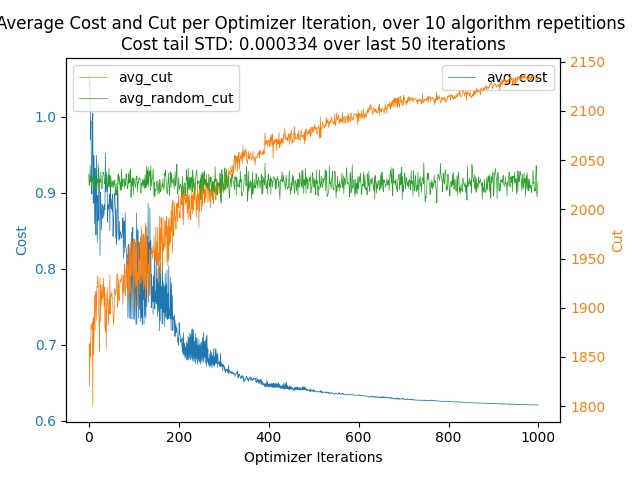 Average Cost and Cut per Optimizer Iteration, over 10 algorithm repetitions
Cost tail STD: 0.000334 over last 50 iterations
avg_cut
avg_random_cut
avg_cost
1.0
0.9
0.8
0.7
0.6
Cost
2150
2100
2050
2000
1950
1900
1850
1800
Cut
0 200 400 600 800 1000
Optimizer Iterations